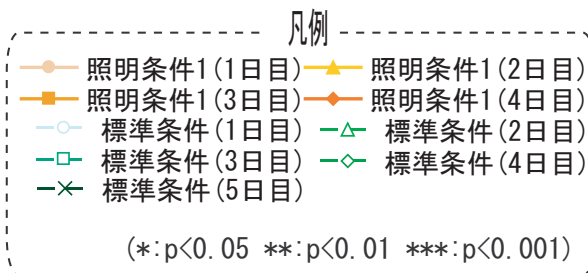 凡例
照明条件1(1日目) 照明条件1(2日目)
照明条件1(3日目) 照明条件1(4日目)
標準条件(1日目) 標準条件(2日目)
標準条件(3日目) 標準条件(4日目)
標準条件(5日目)
(*:p<0.05 **:p<0.01 ***:p<0.001)